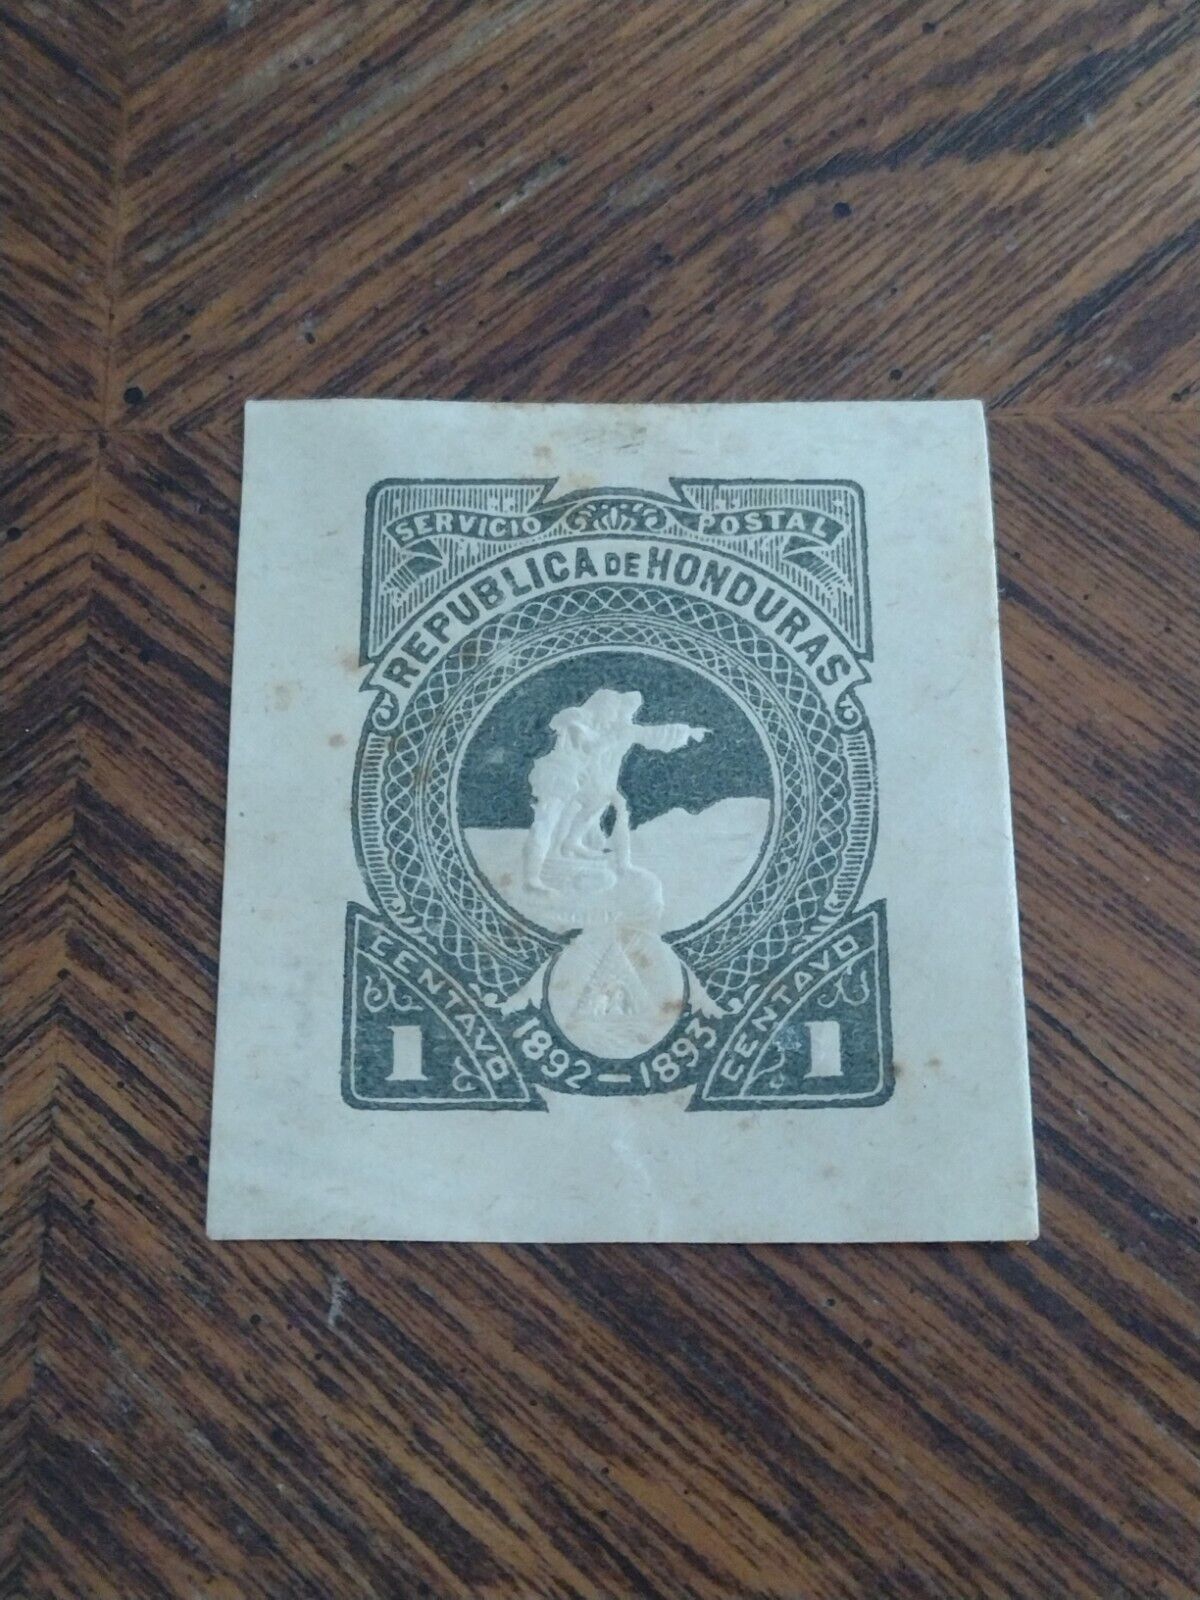 SERVICIO POSTAL
REPUBLICA DE HONDURAS
CENTAVO CENTAVO
1 1
1892-1893